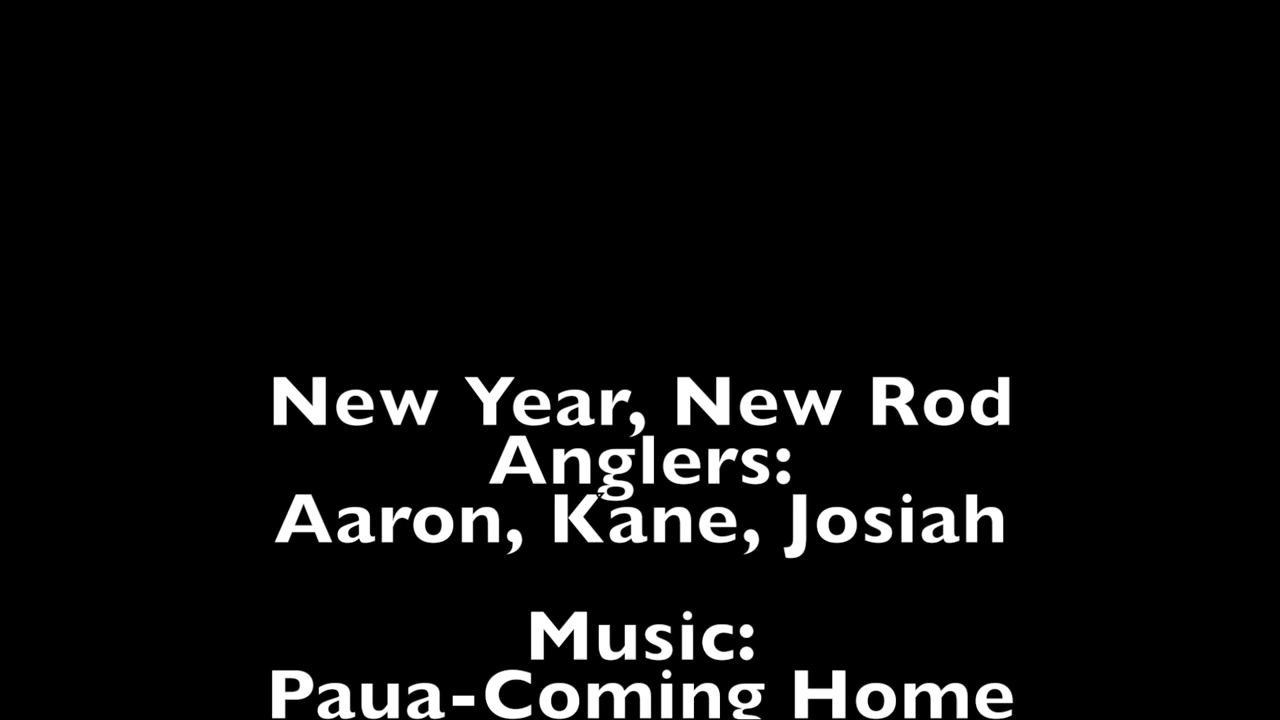 New Year, New Rod
Anglers:
Aaron, Kane, Josiah
Music:
Paua-Coming Home